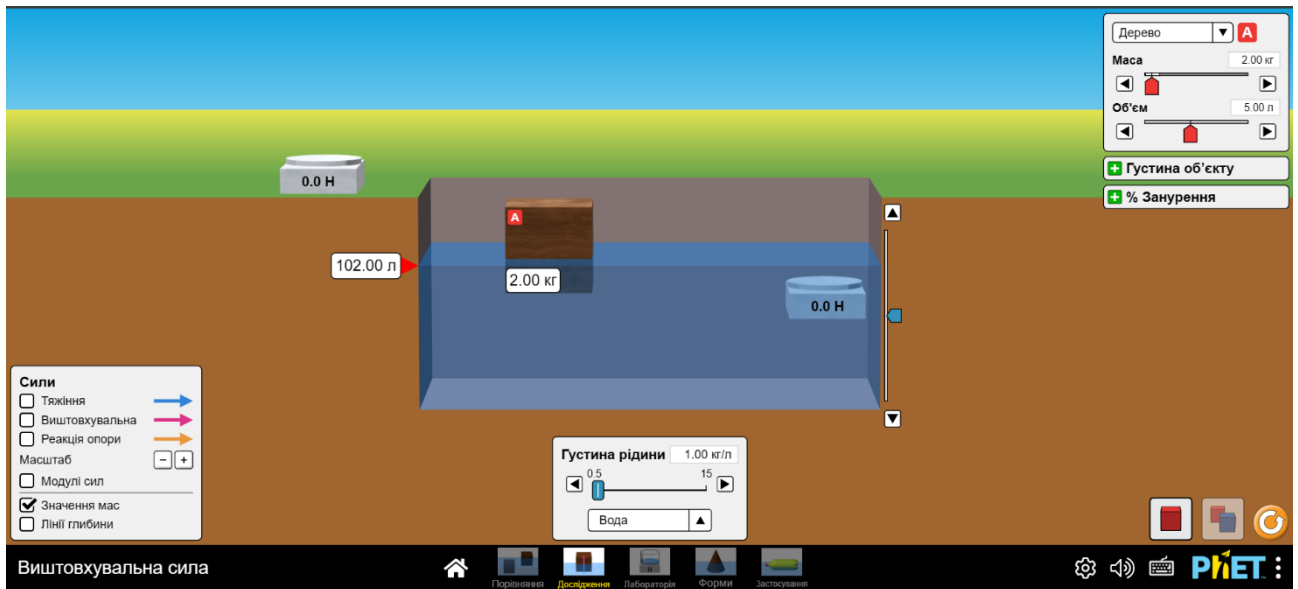 Дерево
A
Маса
2.00 кг
Об'єм
5.00 л
Густина об'єкту
% Занурення
0.0 Н
A
102.00 л
2.00 кг
0.0 Н
Сили
Тяжіння
Виштовхувальна
Реакція опори
Масштаб
Модулі сил
Значення мас
Лінії глибини
Густина рідини 1.00 кг/л
0.5 15
Вода
Виштовхувальна сила
Порівняння
Дослідження
Лабораторія
Форми
Застосування
PhET